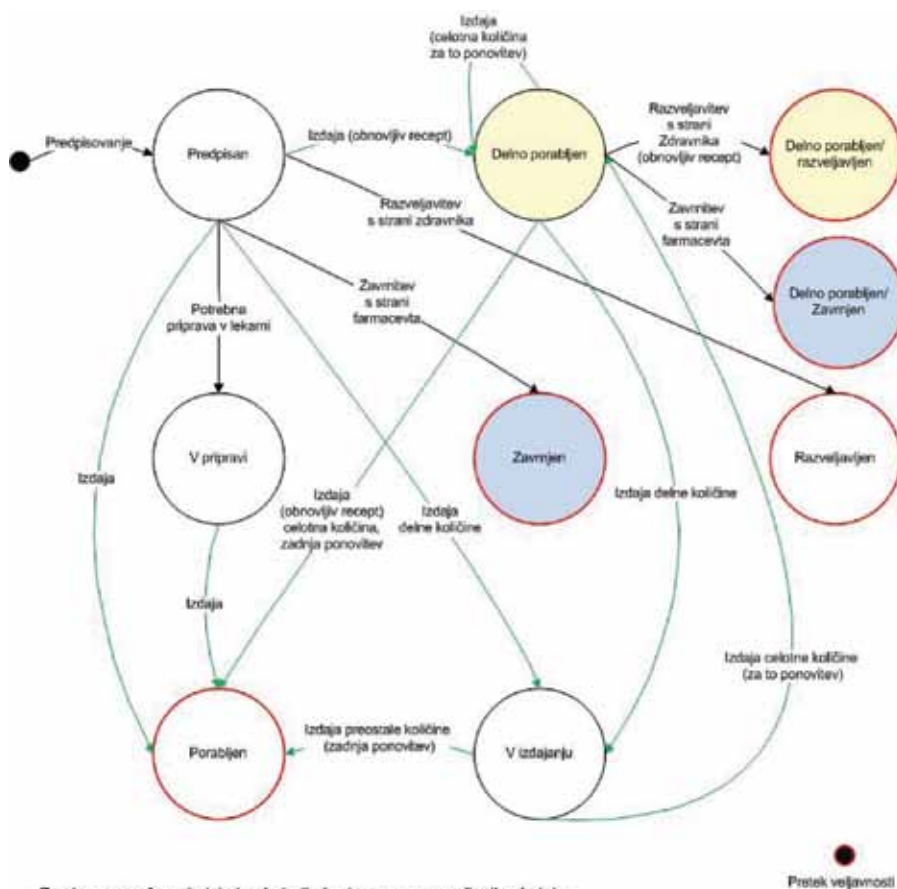 Izdaja
(celotna količina
za to ponovitev)
Predpisovanje
Predpisan
Izdaja (obnovljiv recept)
Delno porabljen
Razveljavitev
s strani
Zdravnika
(obnovljiv recept)
Delno porabljen/
razveljavljen
Razveljavitev
s strani zdravnika
Zavrnitev
s strani
farmacevta
Delno porabljen/
Zavrnjen
Potrebna
priprava v lekarni
Zavrnitev
s strani
farmacevta
V pripravi
Zavrnjen
Razveljavljen
Izdaja
Izdaja
(obnovljiv recept)
celotna količina,
zadnja ponovitev
Izdaja
delne količine
Izdaja delne količine
Izdaja
Izdaja celotne količine
(za to ponovitev)
Porabljen
Izdaja preostale količine
(zadnja ponovitev)
V izdajanju
Pretek veljavnosti